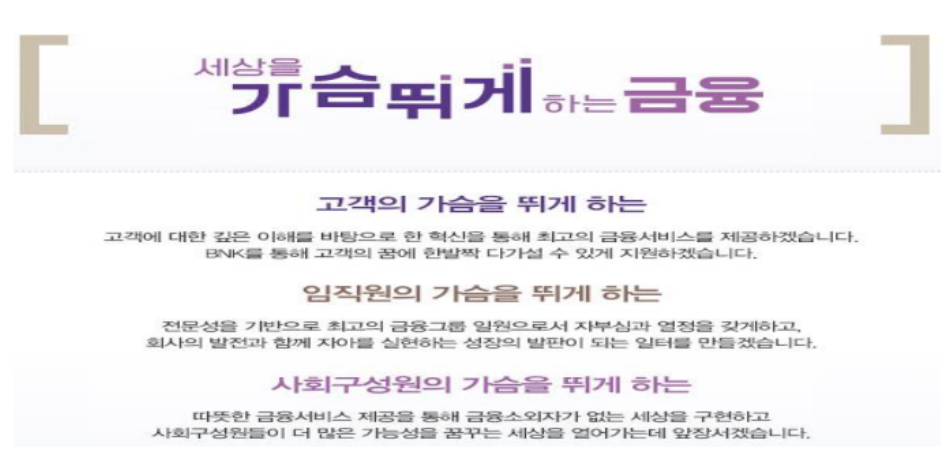 세상을
가슴뛰게 하는 금융
고객의 가슴을 뛰게 하는
고객에 대한 깊은 이해를 바탕으로 한 혁신을 통해 최고의 금융서비스를 제공하겠습니다.
BNK를 통해 고객의 꿈에 한발짝 다가설 수 있게 지원하겠습니다.
임직원의 가슴을 뛰게 하는
전문성을 기반으로 최고의 금융그룹 일원으로서 자부심과 열정을 갖게하고,
회사의 발전과 함께 자아를 실현하는 성장의 발판이 되는 일터를 만들겠습니다.
사회구성원의 가슴을 뛰게 하는
따뜻한 금융서비스 제공을 통해 금융소외자가 없는 세상을 구현하고
사회구성원들이 더 많은 가능성을 꿈꾸는 세상을 열어가는데 앞장서겠습니다.